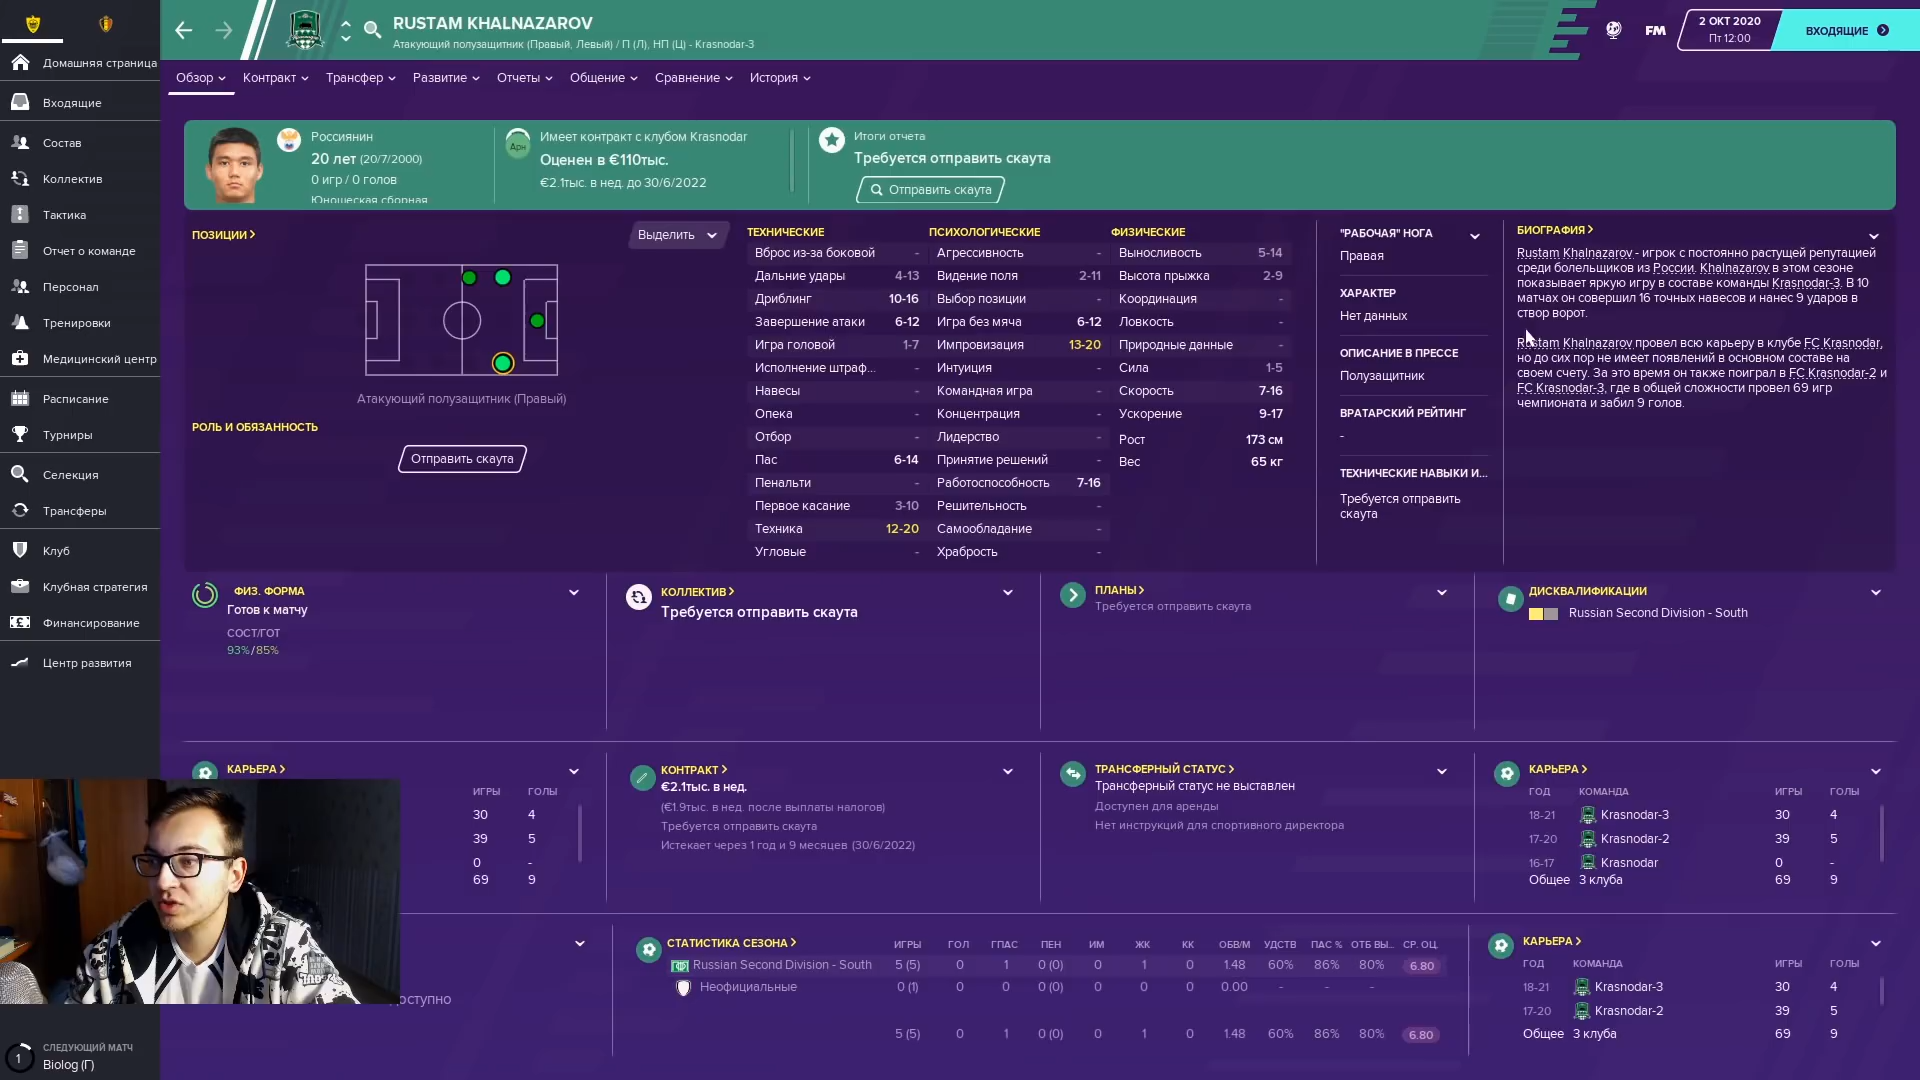 RUSTAM KHALNAZAROV
Атакующий полузащитник (Правый, Левый) / П (Л), НП (Ц) - Krasnodar-3
FM
2 ОКТ 2020
Пт 12:00
ВХОДЯЩИЕ
Домашняя страница
Входящие
Состав
Коллектив
Тактика
Отчет о команде
Персонал
Тренировки
Медицинский центр
Расписание
Турниры
Селекция
Трансферы
Клуб
Клубная стратегия
Финансирование
Центр развития
1
СЛЕДУЮЩИЙ МАТЧ
Biolog (Г)
Обзор
Контракт
Трансфер
Развитие
Отчеты
Общение
Сравнение
История
Россиянин
20 лет (20/7/2000)
0 игр / 0 голов
Юношеская сборная
Арн
Имеет контракт с клубом Krasnodar
Оценен в €110тыс.
€2.1тыс. в нед. до 30/6/2022
Итоги отчета
Требуется отправить скаута
Отправить скаута
ПОЗИЦИИ
Выделить
Атакующий полузащитник (Правый)
РОЛЬ И ОБЯЗАННОСТЬ
Отправить скаута
ТЕХНИЧЕСКИЕ
Вброс из-за боковой -
Дальние удары 4-13
Дриблинг 10-16
Завершение атаки 6-12
Игра головой 1-7
Исполнение штраф... -
Навесы -
Опека -
Отбор -
Пас 6-14
Пенальти -
Первое касание 3-10
Техника 12-20
Угловые -
ПСИХОЛОГИЧЕСКИЕ
Агрессивность -
Видение поля 2-11
Выбор позиции -
Игра без мяча 6-12
Импровизация 13-20
Интуиция -
Командная игра -
Концентрация -
Лидерство -
Принятие решений -
Работоспособность 7-16
Решительность -
Самообладание -
Храбрость -
ФИЗИЧЕСКИЕ
Выносливость 5-14
Высота прыжка 2-9
Координация -
Ловкость -
Природные данные -
Сила 1-5
Скорость 7-16
Ускорение 9-17
Рост 173 см
Вес 65 кг
"РАБОЧАЯ" НОГА
Правая
ХАРАКТЕР
Нет данных
ОПИСАНИЕ В ПРЕССЕ
Полузащитник
ВРАТАРСКИЙ РЕЙТИНГ
-
ТЕХНИЧЕСКИЕ НАВЫКИ И...
Требуется отправить
скаута
БИОГРАФИЯ
Rustam Khalnazarov - игрок с постоянно растущей репутацией
среди болельщиков из России. Khalnazarov в этом сезоне
показывает яркую игру в составе команды Krasnodar-3. В 10
матчах он совершил 16 точных навесов и нанес 9 ударов в
створ ворот.
Rustam Khalnazarov провел всю карьеру в клубе FC Krasnodar,
но до сих пор не имеет появлений в основном составе на
своем счету. За это время он также поиграл в FC Krasnodar-2 и
FC Krasnodar-3, где в общей сложности провел 69 игр
чемпионата и забил 9 голов.
ФИЗ. ФОРМА
Готов к матчу
СОСТ/ГОТ
93%/85%
КОЛЛЕКТИВ
Требуется отправить скаута
ПЛАНЫ
Требуется отправить скаута
ДИСКВАЛИФИКАЦИИ
Russian Second Division - South
КАРЬЕРА
ИГРЫ ГОЛЫ
30 4
39 5
0 -
69 9
КОНТРАКТ
€2.1тыс. в нед.
(€1.9тыс. в нед. после выплаты налогов)
Требуется отправить скаута
Истекает через 1 год и 9 месяцев (30/6/2022)
ТРАНСФЕРНЫЙ СТАТУС
Трансферный статус не выставлен
Доступен для аренды
Нет инструкций для спортивного директора
КАРЬЕРА
ГОД КОМАНДА ИГРЫ ГОЛЫ
18-21 Krasnodar-3 30 4
17-20 Krasnodar-2 39 5
16-17 Krasnodar 0 -
Общее 3 клуба 69 9
доступно
СТАТИСТИКА СЕЗОНА ИГРЫ ГОЛ ГПАС ПЕН ИМ ЖК КК ОБВ/М УДСТВ ПАС % ОТБ ВЫ... СР. ОЦ.
Russian Second Division - South 5 (5) 0 1 0 (0) 0 1 0 1.48 60% 86% 80% 6.80
Неофициальные 0 (1) 0 0 0 (0) 0 0 0 0.00 - - -
5 (5) 0 1 0 (0) 0 1 0 1.48 60% 86% 80% 6.80
КАРЬЕРА
ГОД КОМАНДА ИГРЫ ГОЛЫ
18-21 Krasnodar-3 30 4
17-20 Krasnodar-2 39 5
Общее 3 клуба 69 9